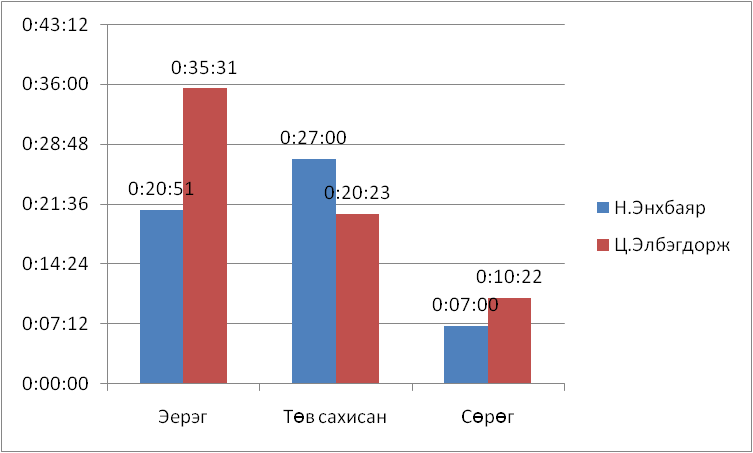 0:43:12
0:36:00
0:28:48
0:21:36
0:14:24
0:07:12
0:00:00
0:35:31
0:20:51
0:27:00
0:20:23
0:10:22
0:07:00
Эерэг
Төв сахисан
Сөрөг
Н.Энхбаяр
Ц.Элбэгдорж